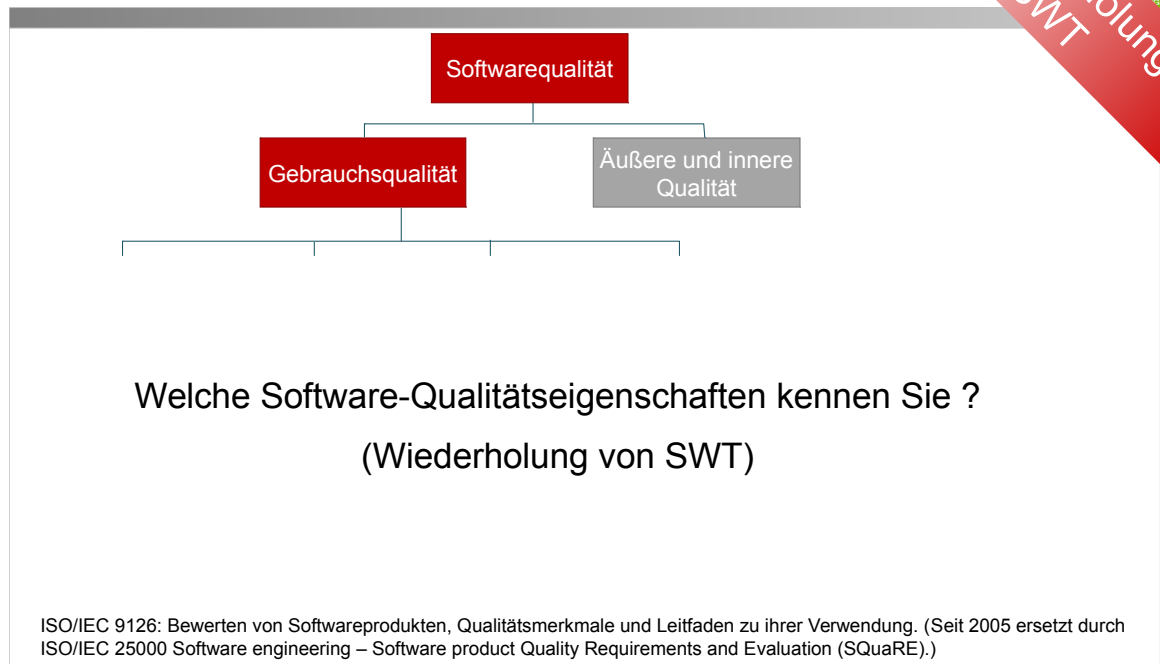 SWT
Softwarequalität
Gebrauchsqualität
Äußere und innere
Qualität
Welche Software-Qualitätseigenschaften kennen Sie ?
(Wiederholung von SWT)
ISO/IEC 9126: Bewerten von Softwareprodukten, Qualitätsmerkmale und Leitfaden zu ihrer Verwendung. (Seit 2005 ersetzt durch
ISO/IEC 25000 Software engineering – Software product Quality Requirements and Evaluation (SQuaRE).)